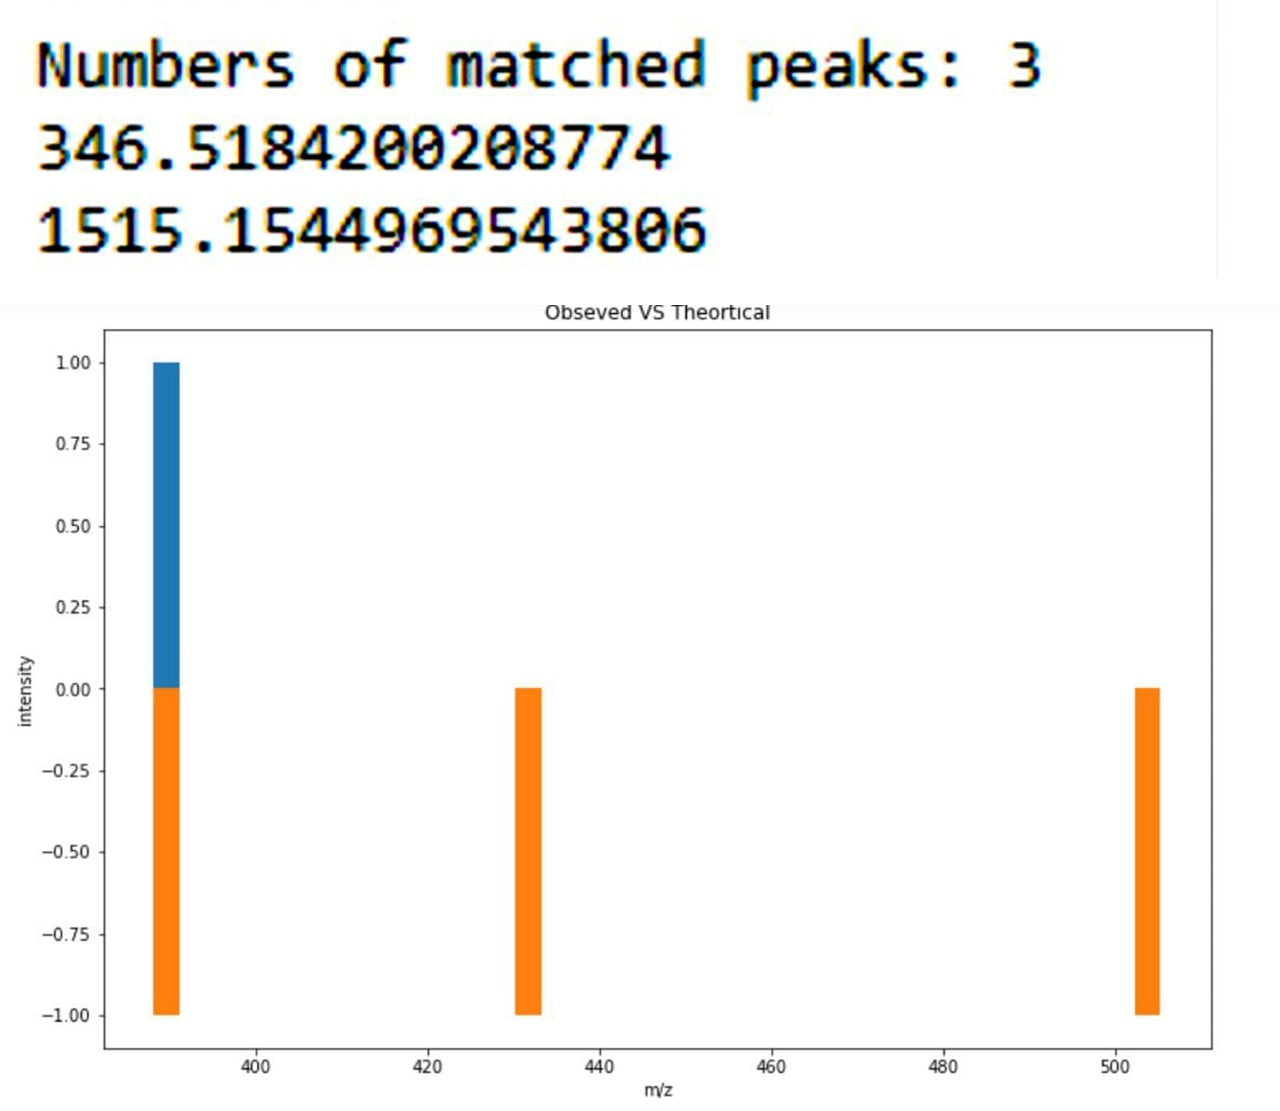 Numbers of matched peaks: 3
346.5184200208774
1515.1544969543806
Obseved VS Theortical
1.00
0.75
0.50
0.25
0.00
−0.25
−0.50
−0.75
−1.00
intensity
400 420 440 460 480 500
m/z